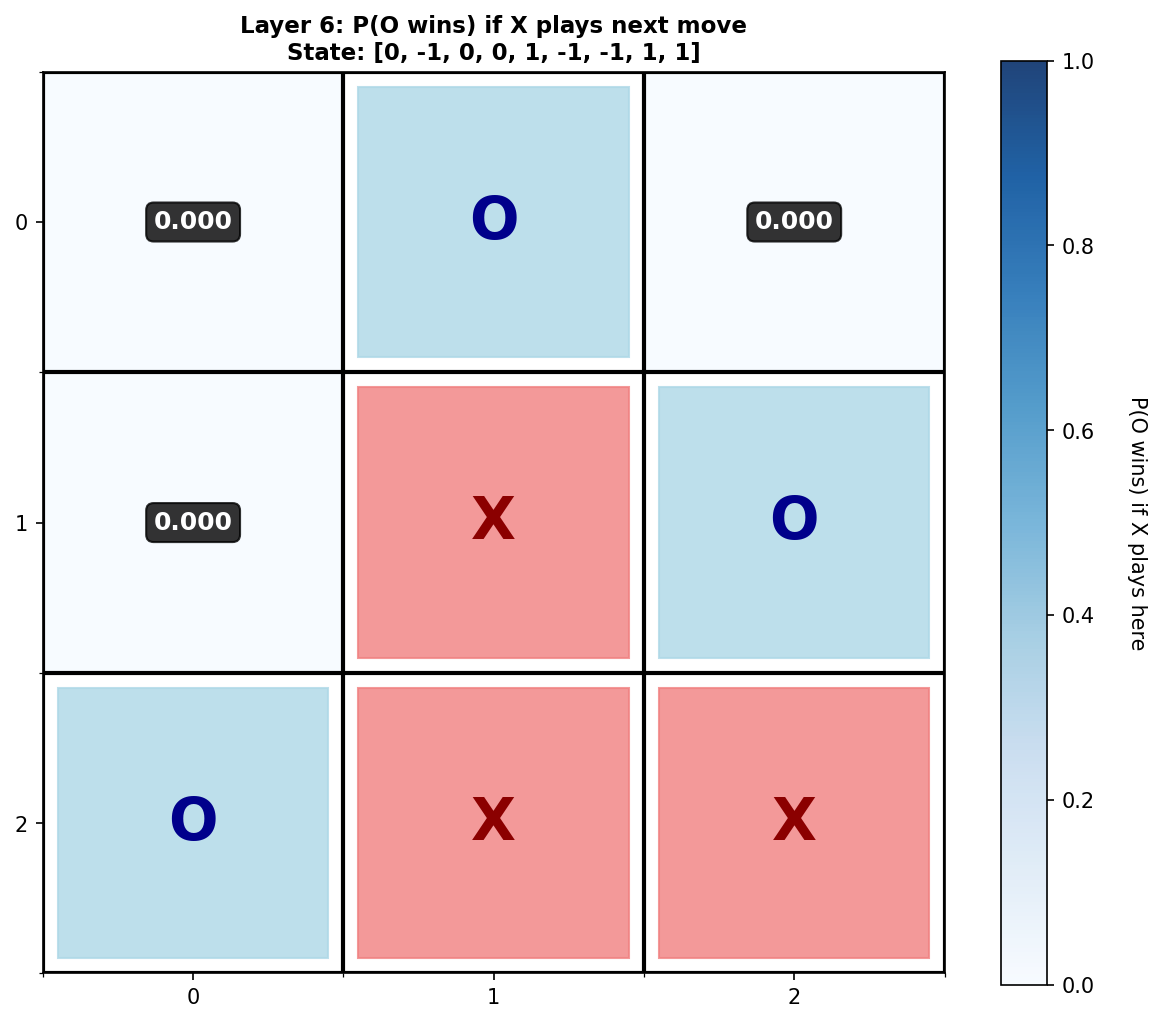 Layer 6: P(O wins) if X plays next move
State: [0, -1, 0, 0, 1, -1, -1, 1, 1]
0.000 O 0.000
0.000 X O
O X X
0
1
2
0 1 2
1.0
0.8
0.6
0.4
0.2
0.0
P(O wins) if X plays here